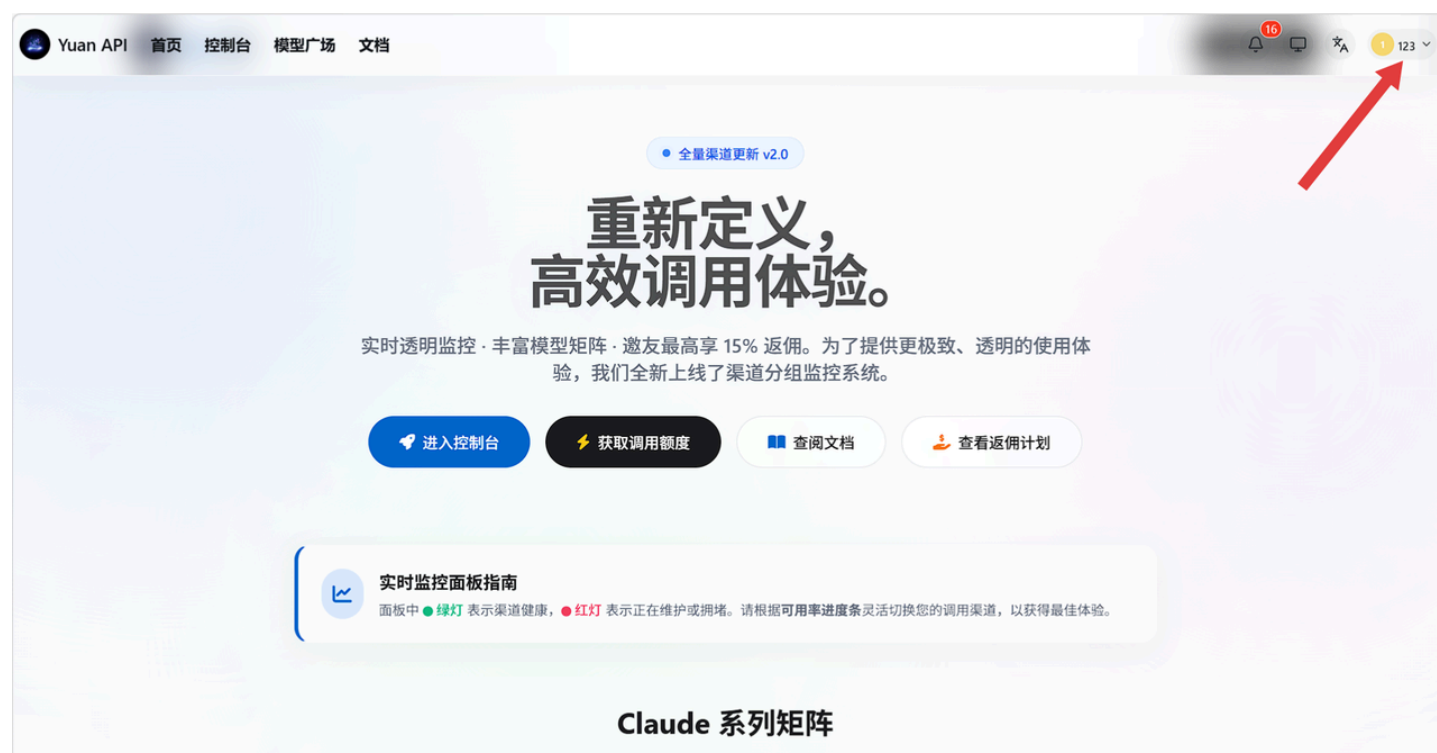 Yuan API 首页 控制台 模型广场 文档 16 文A 1 123
全量渠道更新 v2.0
重新定义，
高效调用体验。
实时透明监控 · 丰富模型矩阵 · 邀友最高享 15% 返佣。为了提供更极致、透明的使用体
验，我们全新上线了渠道分组监控系统。
进入控制台 获取调用额度 查阅文档 查看返佣计划
实时监控面板指南
面板中 绿灯 表示渠道健康，红灯 表示正在维护或拥堵。请根据可用率进度条灵活切换您的调用渠道，以获得最佳体验。
Claude 系列矩阵